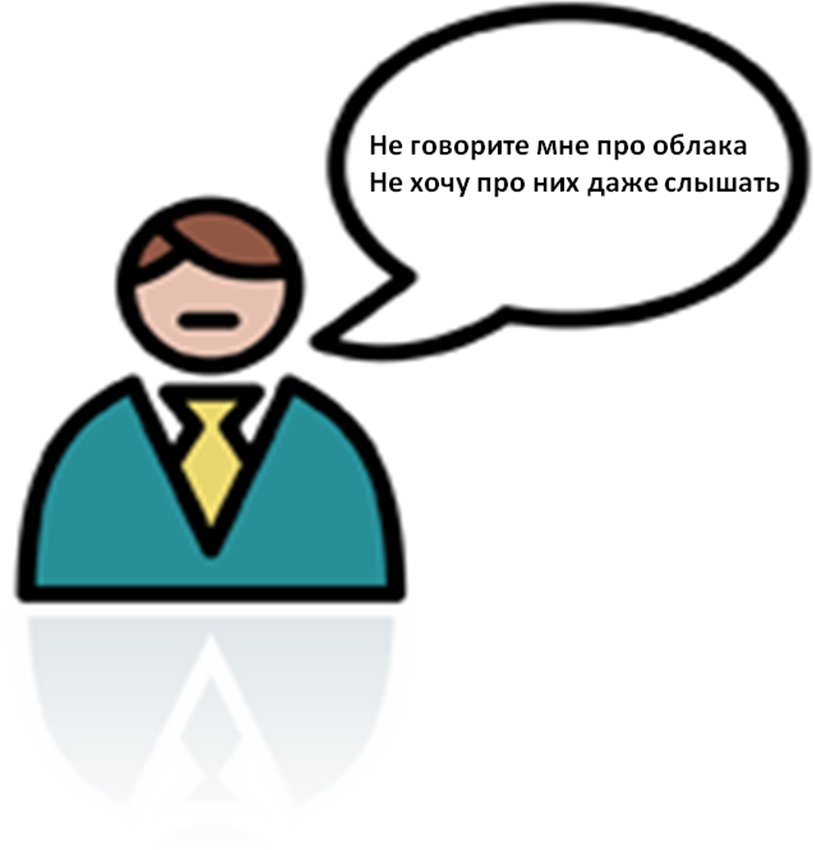 Не говорите мне про облака
Не хочу про них даже слышать